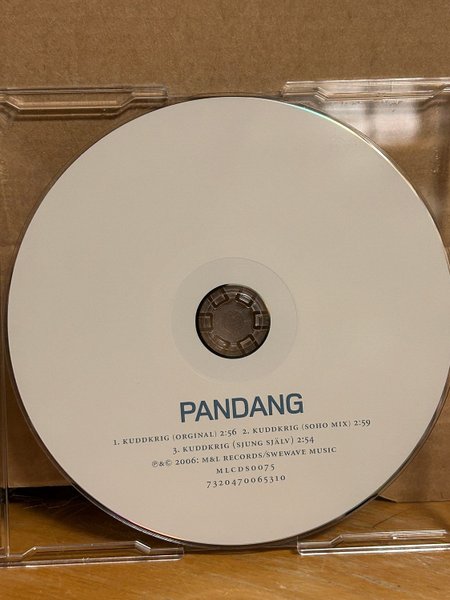 PANDANG
1. KUDDKRIG (ORGINAL) 2:56 2. KUDDKRIG (SOHO MIX) 2:59
3. KUDDKRIG (SJUNG SJÄLV) 2:54
℗&© 2006: M&L RECORDS/SWEWAVE MUSIC
MLCDS0075
7320470065310